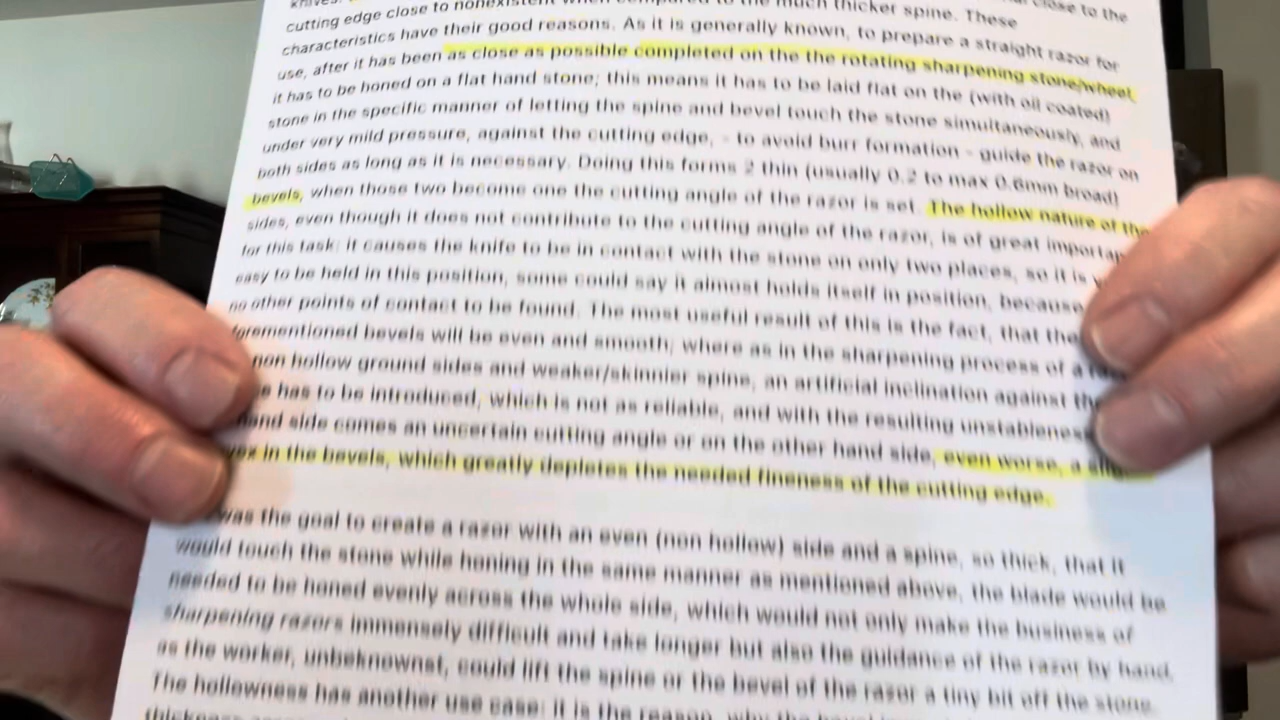 knives.
cutting edge close to nonexistent when compared to the much thicker spine. These
characteristics have their good reasons. As it is generally known, to prepare a straight razor for
use, after it has been as close as possible completed on the the rotating sharpening stone/wheel,
it has to be honed on a flat hand stone; this means it has to be laid flat on the (with oil coated)
stone in the specific manner of letting the spine and bevel touch the stone simultaneously, and
under very mild pressure, against the cutting edge, - to avoid burr formation - guide the razor on
both sides as long as it is necessary. Doing this forms 2 thin (usually 0.2 to max 0.6mm broad)
bevels, when those two become one the cutting angle of the razor is set. The hollow nature of the
sides, even though it does not contribute to the cutting angle of the razor, is of great
for this task: it causes the knife to be in contact with the stone on only two places, so it is
easy to be held in this position, some could say it almost holds itself in position, because
no other points of contact to be found. The most useful result of this is the fact, that the
bevels will be even and smooth; where as in the sharpening process of a
non hollow ground sides and weaker/skinnier spine, an artificial inclination against
has to be introduced, which is not as reliable, and with the resulting
side comes an uncertain cutting angle or on the other hand side, even worse, a
in the bevels, which greatly depletes the needed fineness of the cutting edge.
was the goal to create a razor with an even (non hollow) side and a spine, so thick, that it
would touch the stone while honing in the same manner as mentioned above, the blade would be
needed to be honed evenly across the whole side, which would not only make the business of
sharpening razors immensely difficult and take longer but also the guidance of the razor by hand,
as the worker, unbeknownst, could lift the spine or the bevel of the razor a tiny bit off the stone.
The hollowness has another use case: it is the reason, why the